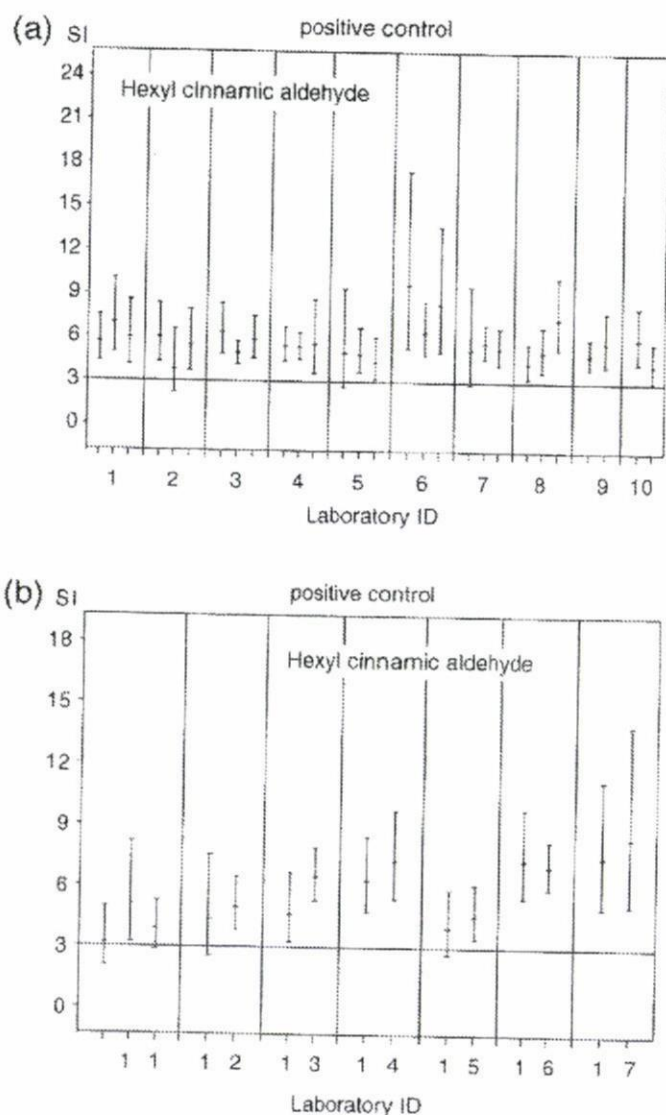 (a) SI positive control
24
Hexyl cinnamic aldehyde
21
18
15
12
9
6
3
0
1 2 3 4 5 6 7 8 9 10
Laboratory ID
(b) SI positive control
18
Hexyl cinnamic aldehyde
15
12
9
6
3
0
1 1 1 2 1 3 1 4 1 5 1 6 1 7
Laboratory ID